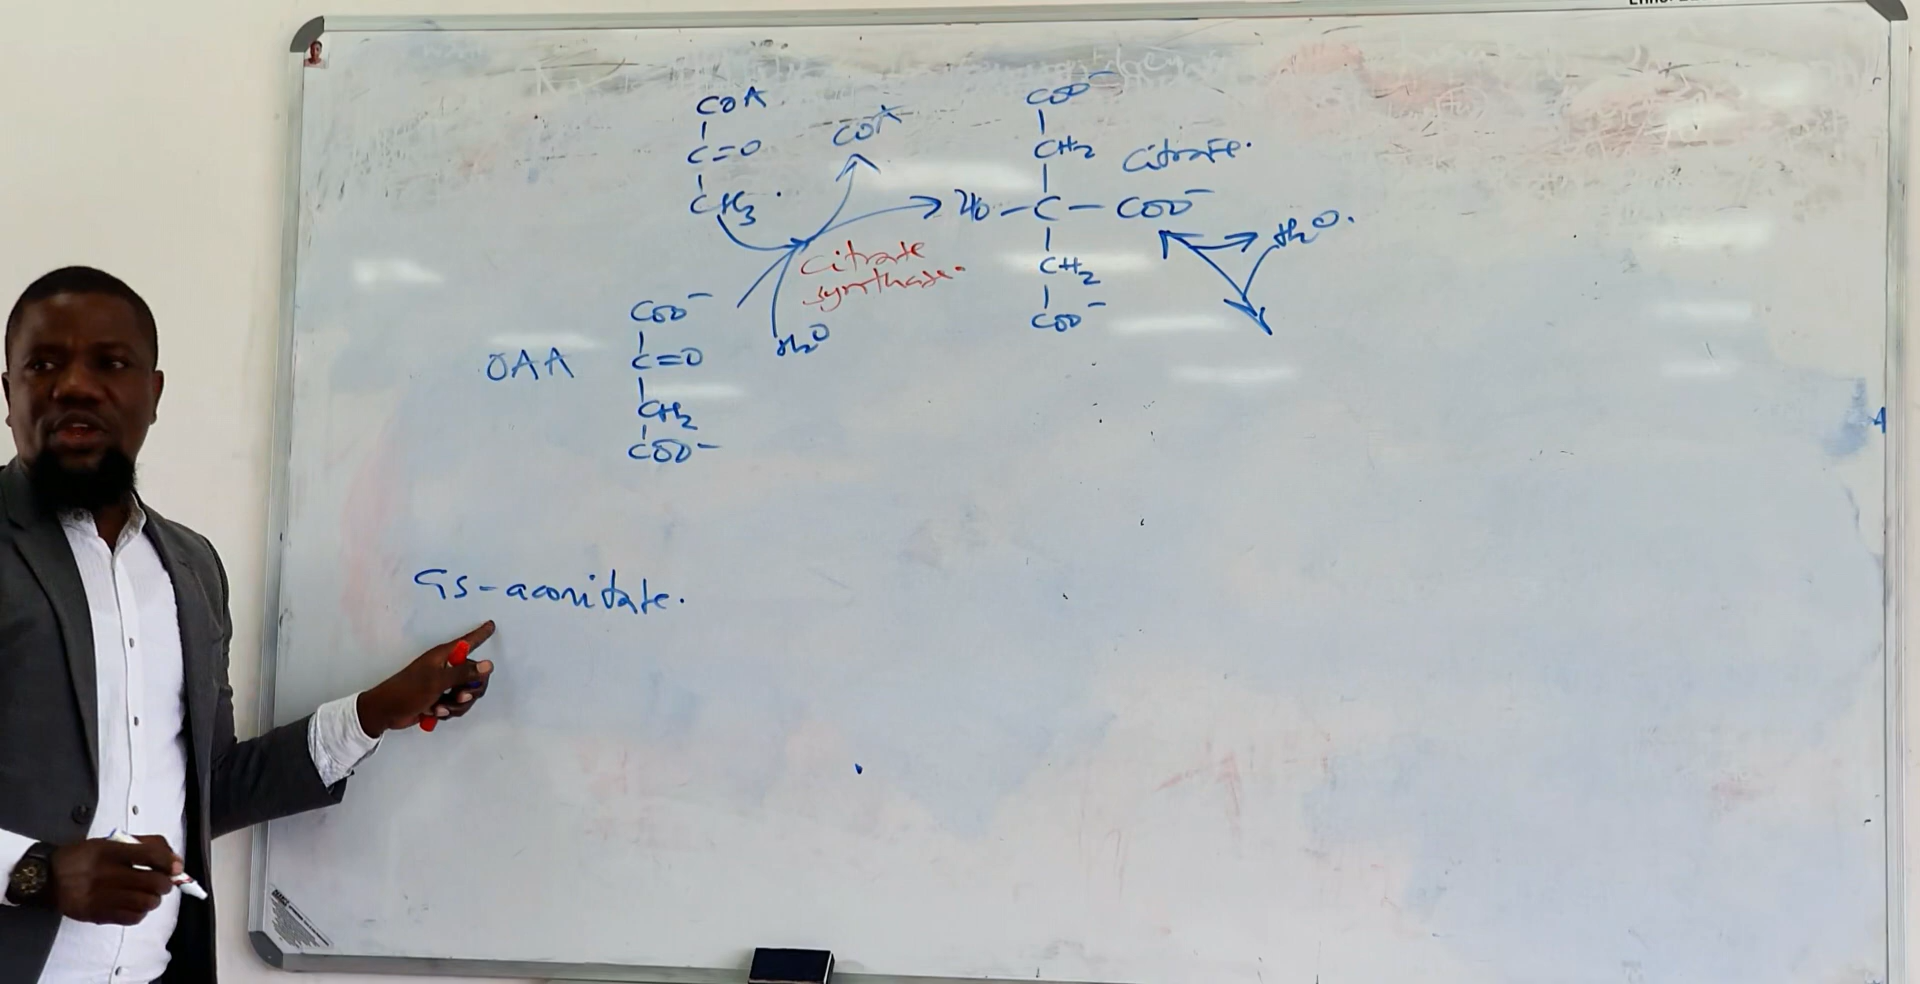 COA
C=O
CH₃.
COA
COO⁻
CH₂
HO-C-COO⁻
CH₂
COO⁻
Citrate.
H₂O.
Citrate
synthase.
OAA
COO⁻
C=O
CH₂
COO⁻
H₂O
Cis-aconitate.